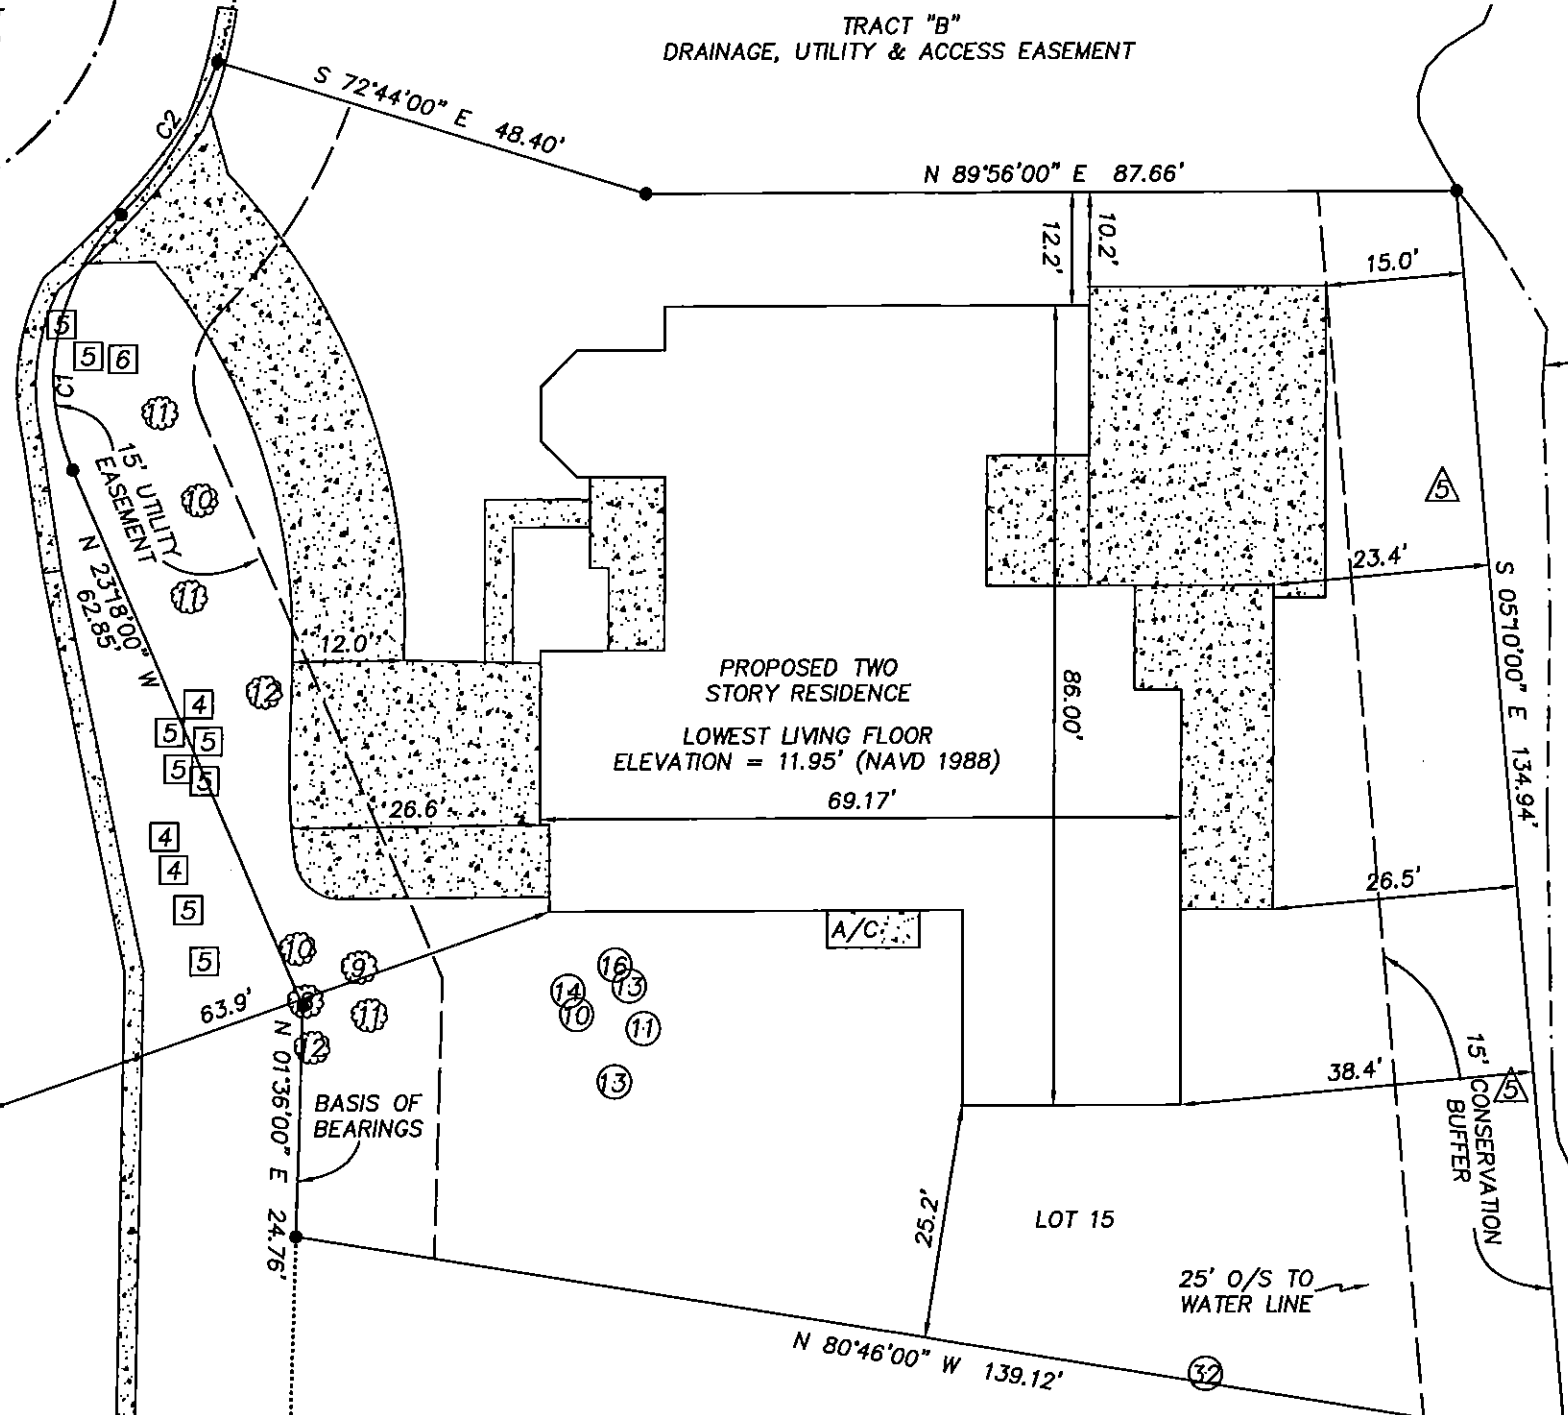 TRACT "B"
DRAINAGE, UTILITY & ACCESS EASEMENT
S 72°44'00" E 48.40'
C2
N 89°56'00" E 87.66'
12.2'
10.2'
15.0'
5
5
6
C1
11
15' UTILITY
EASEMENT
10
5
N 23°18'00" W
62.85'
11
23.4'
S 05°10'00" E 134.94'
12.0'
12
PROPOSED TWO
STORY RESIDENCE
LOWEST LIVING FLOOR
ELEVATION = 11.95' (NAVD 1988)
86.00'
4
5
5
5
5
26.6'
69.17'
4
4
26.5'
5
A/C
10
9
5
16
13
14
10
63.9'
11
11
12
13
38.4'
5
N 01°36'00" E 24.76'
BASIS OF
BEARINGS
15' CONSERVATION
BUFFER
25.2'
LOT 15
25' O/S TO
WATER LINE
N 80°46'00" W 139.12'
32